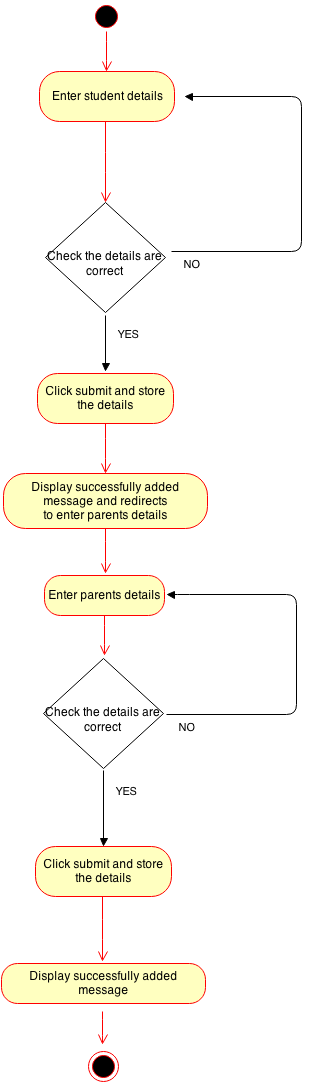 Enter student details
Check the details are
correct
NO
YES
Click submit and store
the details
Display successfully added
message and redirects
to enter parents details
Enter parents details
Check the details are
correct
NO
YES
Click submit and store
the details
Display successfully added
message